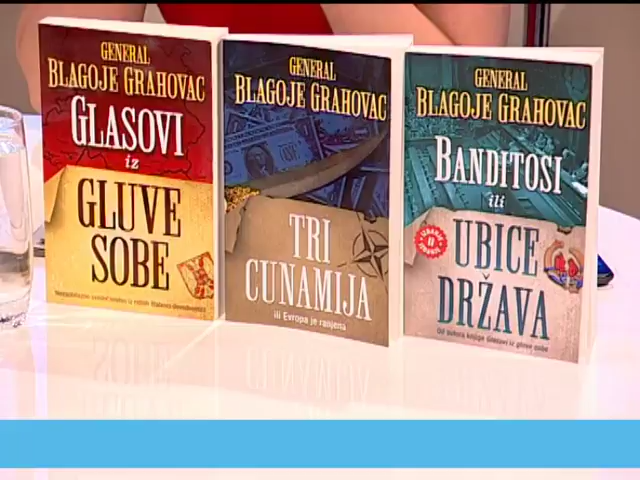 GENERAL
BLAGOJE GRAHOVAC
GLASOVI
iz
GLUVE
SOBE
GENERAL
BLAGOJE GRAHOVAC
TRI
CUNAMIJA
ili Evropa je ranjena
GENERAL
BLAGOJE GRAHOVAC
BANDITOSI
ili
UBICE
DRŽAVA
II
Od autora knjige Glasovi iz gluve sobe